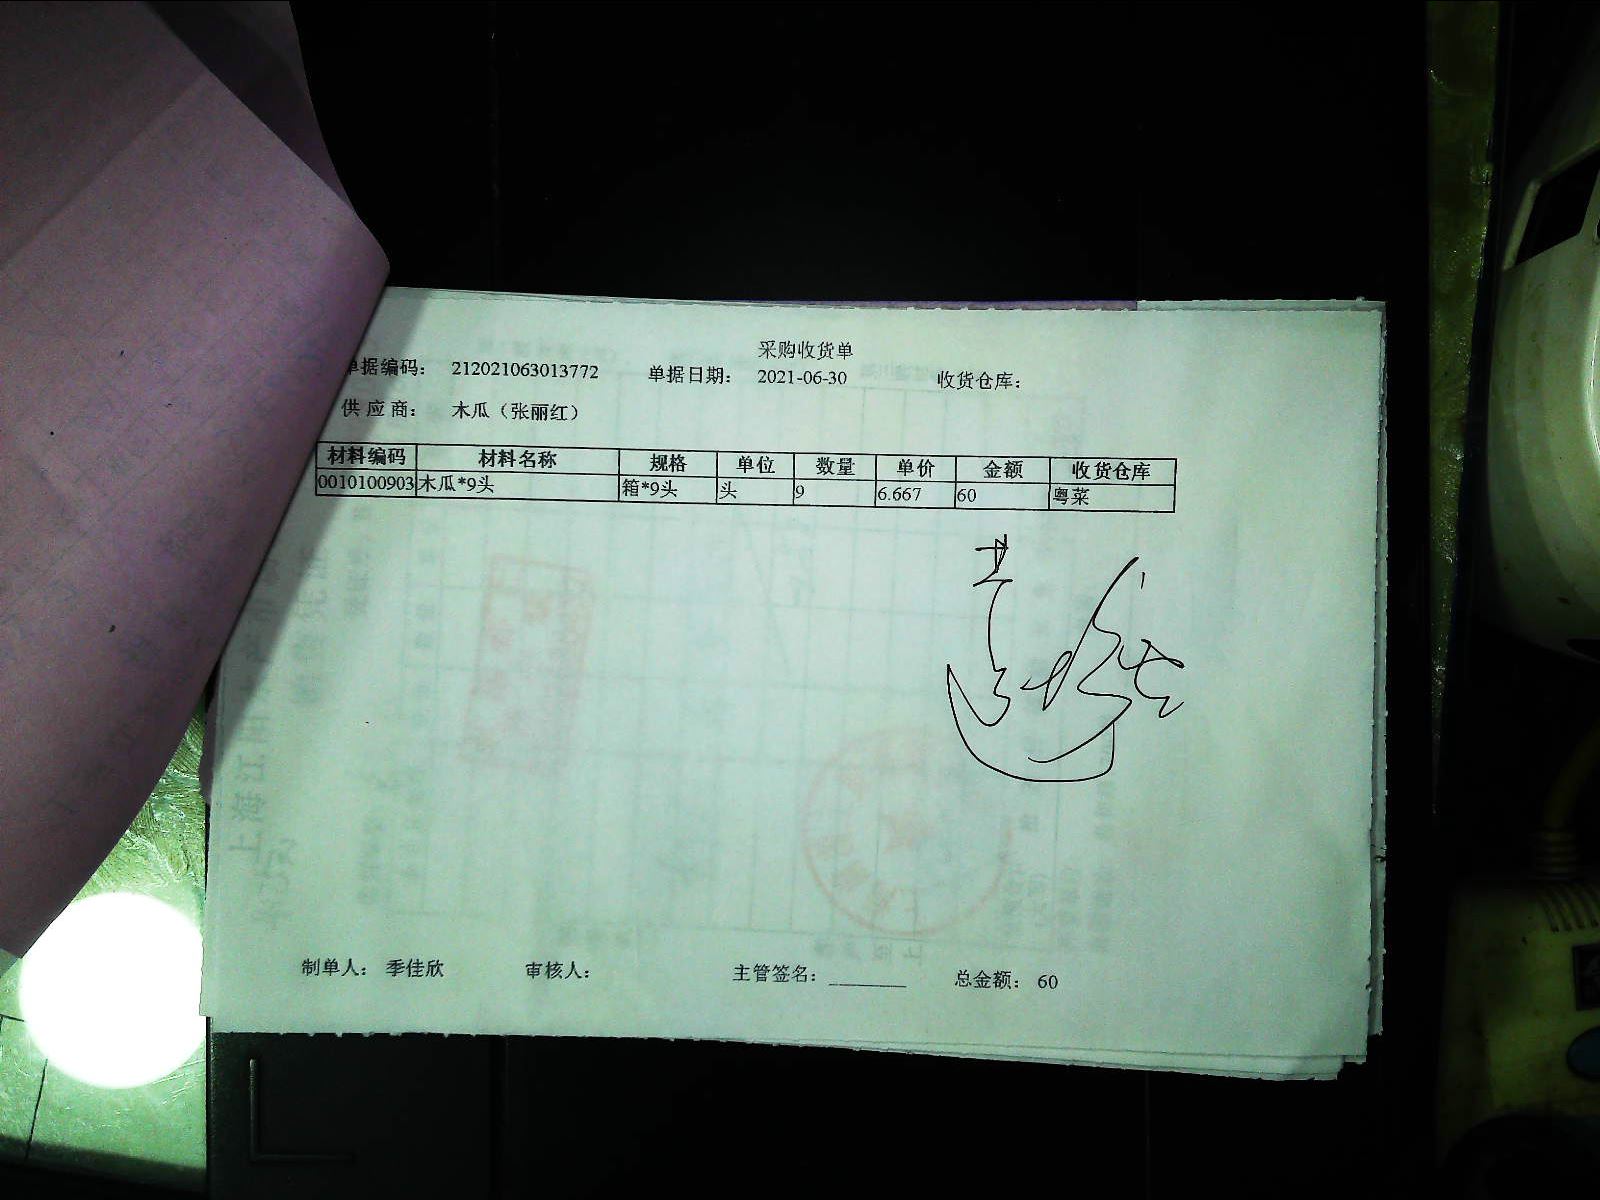 采购收货单
单据编码： 212021063013772 单据日期： 2021-06-30 收货仓库：
供应商： 木瓜（张丽红）
材料编码 材料名称 规格 单位 数量 单价 金额 收货仓库
0010100903 木瓜*9头 箱*9头 头 9 6.667 60 粤菜
制单人： 季佳欣 审核人： 主管签名：________ 总金额： 60